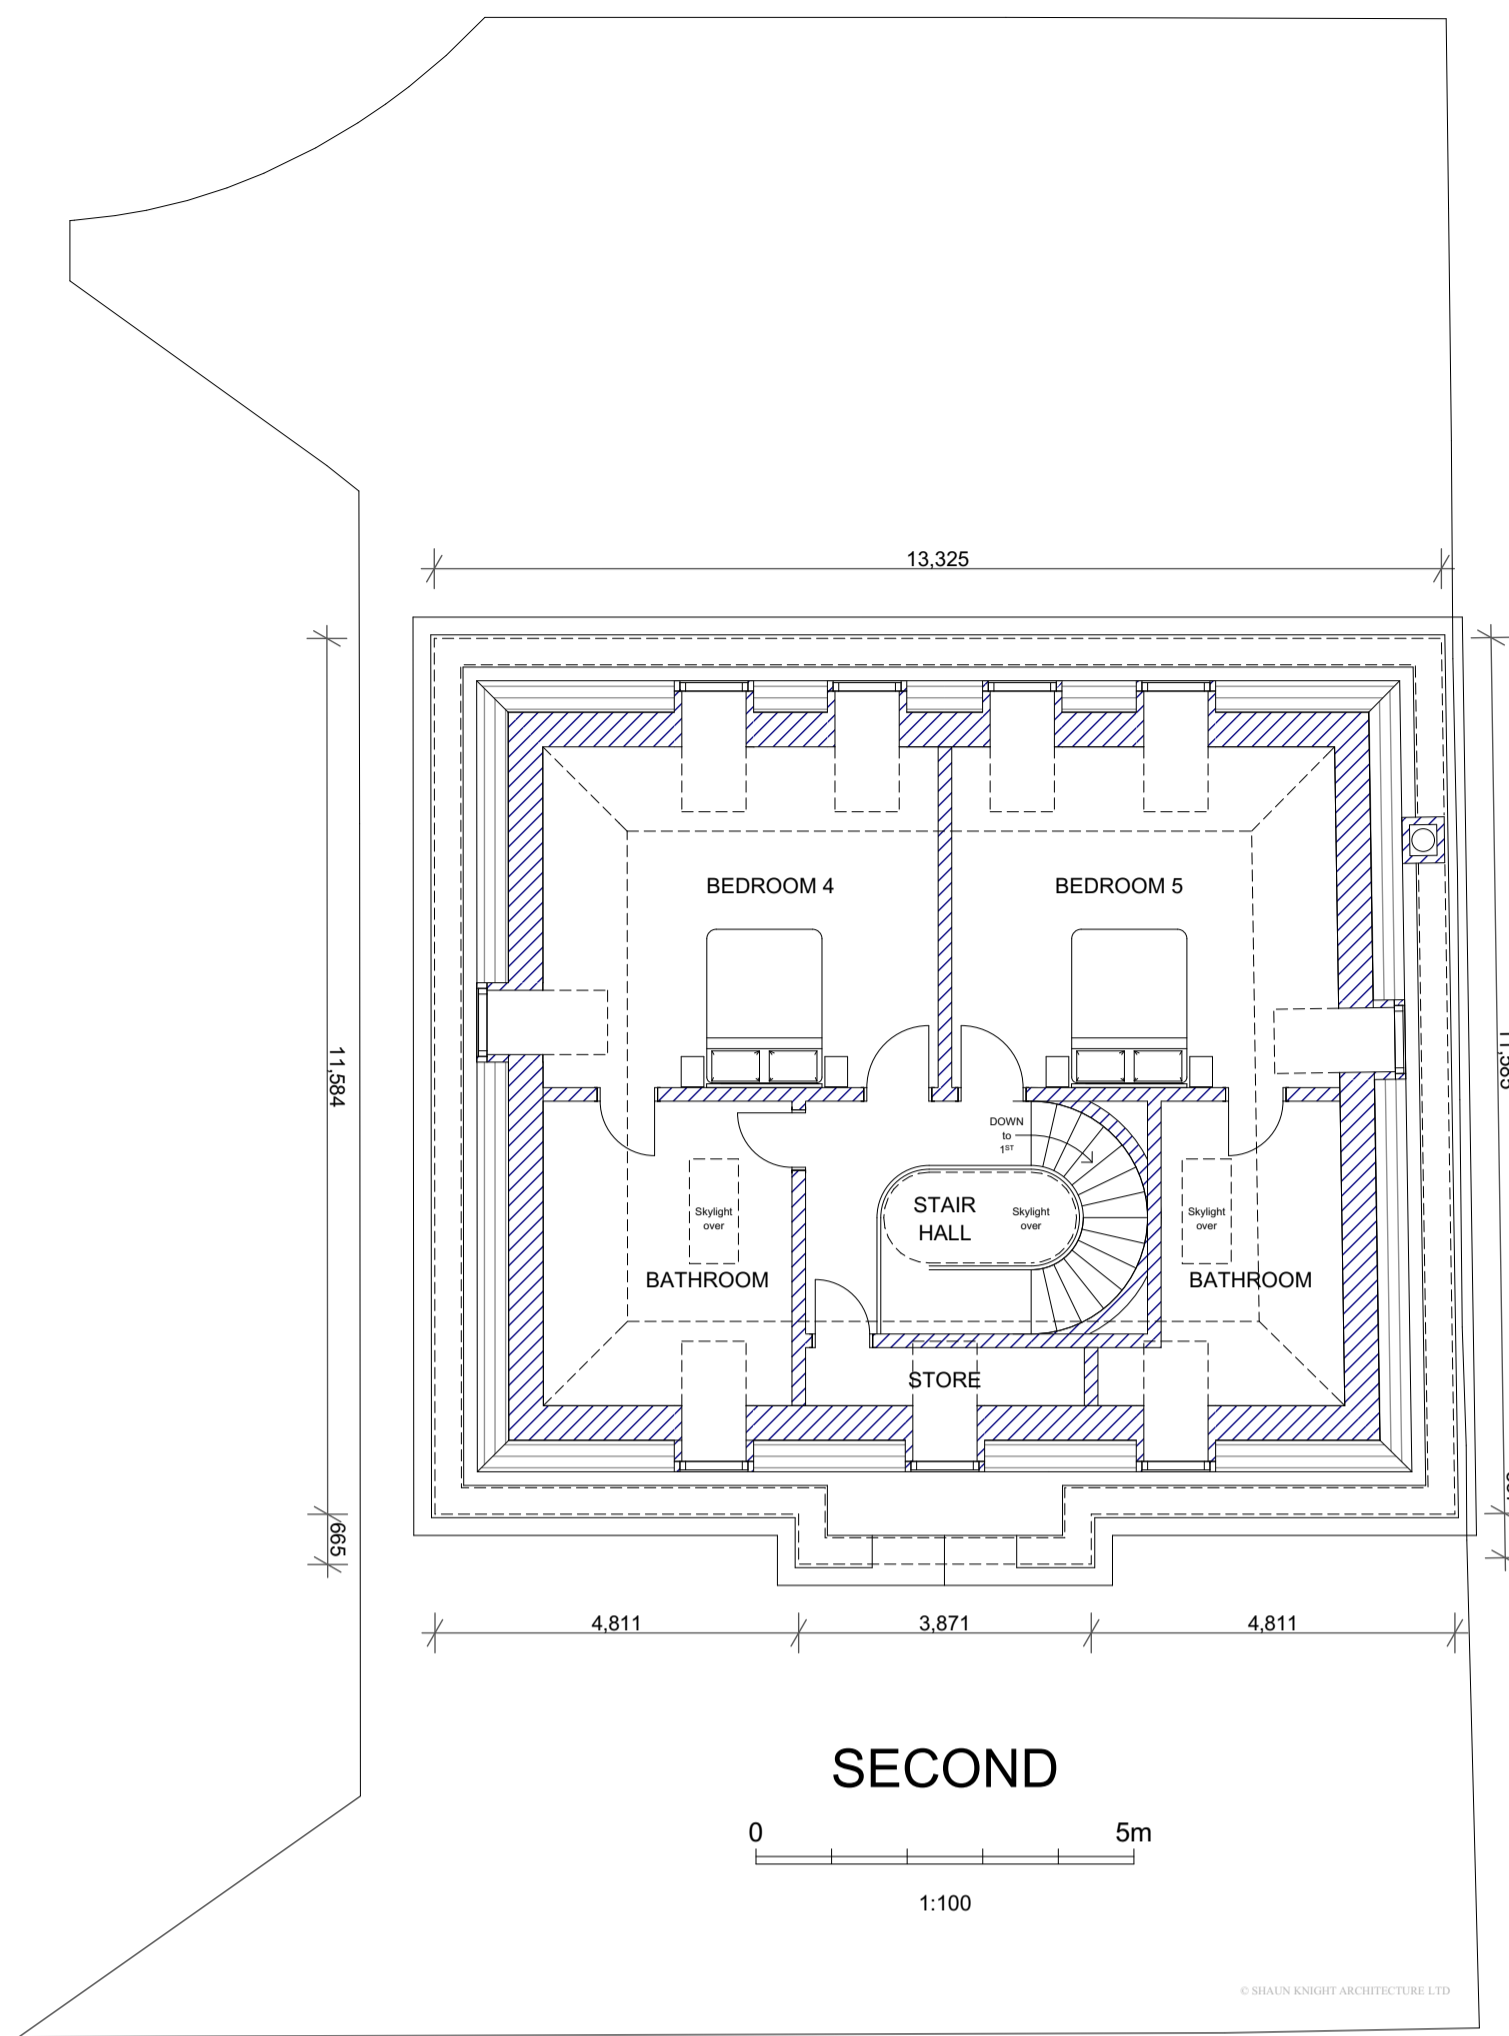 13,325
BEDROOM 4
BEDROOM 5
11,584
DOWN
to
1ST
STAIR
HALL
Skylight
over
Skylight
over
Skylight
over
BATHROOM
BATHROOM
STORE
665
4,811
3,871
4,811
SECOND
0
5m
1:100
© SHAUN KNIGHT ARCHITECTURE LTD